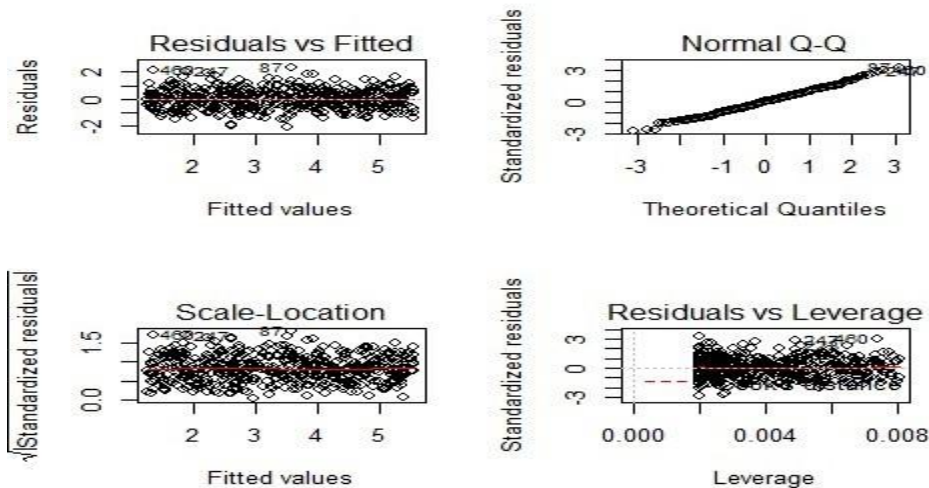 Residuals vs Fitted
Residuals
2
0
-2
87
2 3 4 5
Fitted values
Normal Q-Q
Standardized residuals
3
0
-3
-3 -1 0 1 2 3
Theoretical Quantiles
Scale-Location
√|Standardized residuals|
1.5
0.0
87
2 3 4 5
Fitted values
Residuals vs Leverage
Standardized residuals
3
0
-3
0.000 0.004 0.008
Leverage